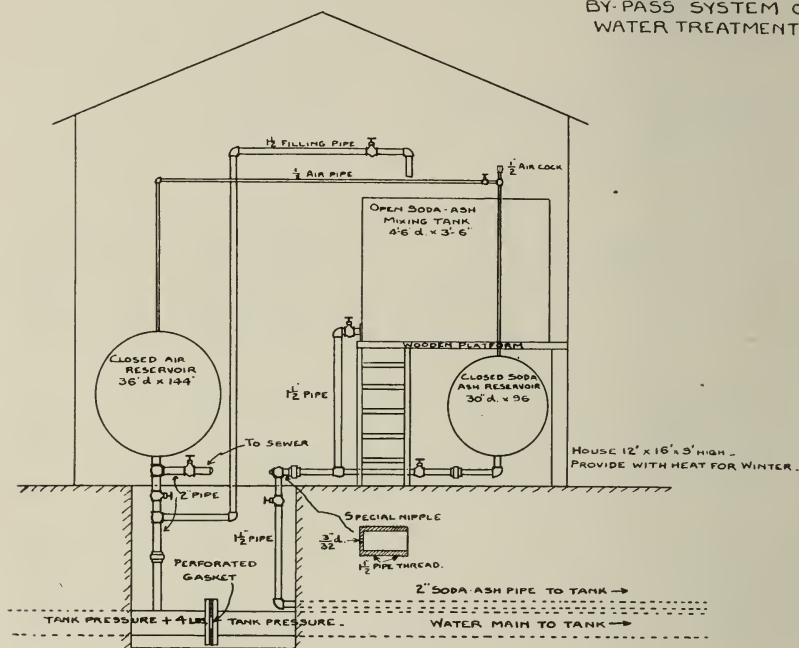 BY-PASS SYSTEM O
WATER TREATMENT
1½ FILLING PIPE
½ AIR PIPE
½" AIR COCK
OPEN SODA-ASH
MIXING TANK
4'6" d. × 3'-6"
WOODEN PLATFORM
CLOSED AIR
RESERVOIR
36" d × 144"
CLOSED SODA
ASH RESERVOIR
30" d. × 96
1½" PIPE
TO SEWER
HOUSE 12' × 16' × 9' HIGH -
PROVIDE WITH HEAT FOR WINTER -
2" PIPE
SPECIAL NIPPLE
1½" PIPE
3/32" d.
1½" PIPE THREAD.
PERFORATED
GASKET
2" SODA-ASH PIPE TO TANK →
TANK PRESSURE + 4 LBS TANK PRESSURE -
WATER MAIN TO TANK →